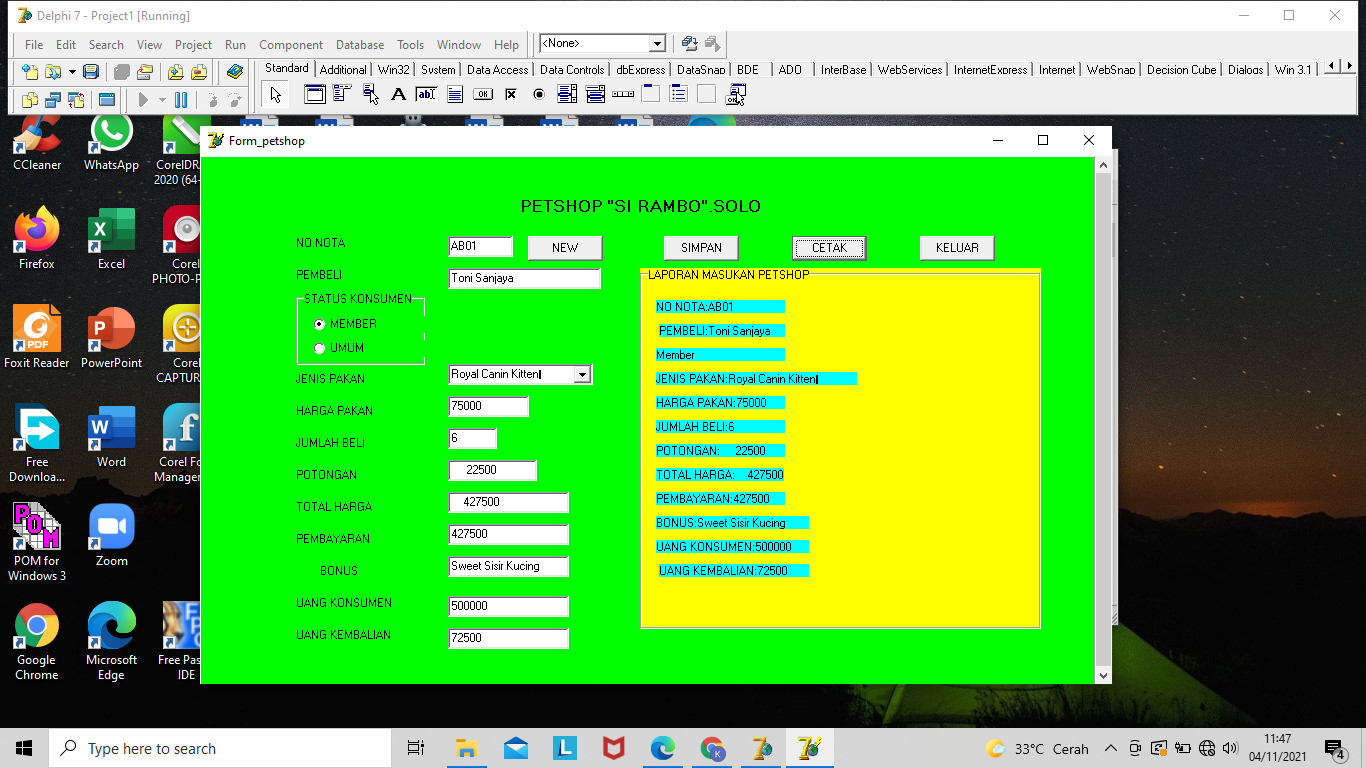 Delphi 7 - Project1 [Running]
File Edit Search View Project Run Component Database Tools Window Help <None>
Standard Additional Win32 System Data Access Data Controls dbExpress DataSnap BDE ADO InterBase WebServices InternetExpress Internet WebSnap Decision Cube Dialogs Win 3.1
CCleaner
WhatsApp
CorelDR
2020 (64-
Firefox
Excel
Corel
PHOTO-P
Foxit Reader
PowerPoint
Corel
CAPTUR
Free
Downloa...
Word
Corel Fo
Manager
POM for
Windows 3
Zoom
Google
Chrome
Microsoft
Edge
Free Pas
IDE
Form_petshop
PETSHOP "SI RAMBO".SOLO
NO NOTA AB01 NEW SIMPAN CETAK KELUAR
PEMBELI Toni Sanjaya
STATUS KONSUMEN
MEMBER
UMUM
JENIS PAKAN Royal Canin Kittenl
HARGA PAKAN 75000
JUMLAH BELI 6
POTONGAN 22500
TOTAL HARGA 427500
PEMBAYARAN 427500
BONUS Sweet Sisir Kucing
UANG KONSUMEN 500000
UANG KEMBALIAN 72500
LAPORAN MASUKAN PETSHOP
NO NOTA:AB01
PEMBELI:Toni Sanjaya
Member
JENIS PAKAN:Royal Canin Kittenl
HARGA PAKAN:75000
JUMLAH BELI:6
POTONGAN: 22500
TOTAL HARGA: 427500
PEMBAYARAN:427500
BONUS:Sweet Sisir Kucing
UANG KONSUMEN:500000
UANG KEMBALIAN:72500
Type here to search
33°C Cerah
11:47
04/11/2021
4